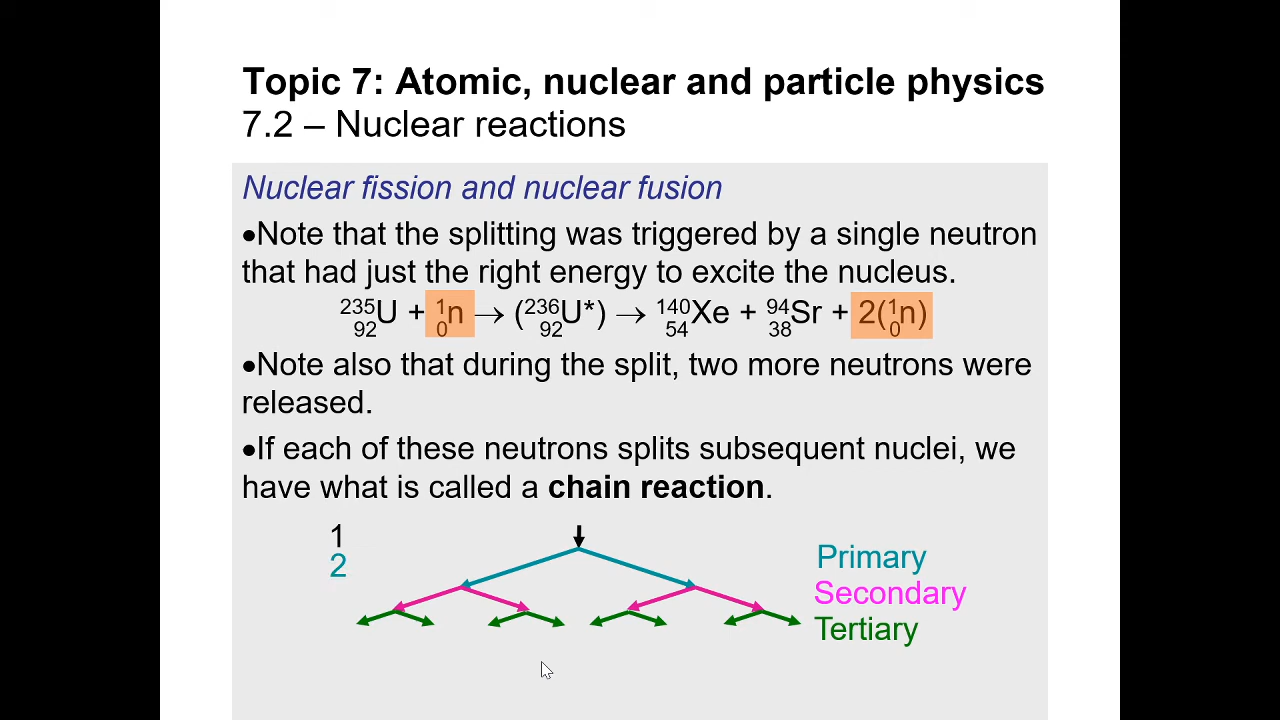 Topic 7: Atomic, nuclear and particle physics
7.2 – Nuclear reactions
Nuclear fission and nuclear fusion
•Note that the splitting was triggered by a single neutron
that had just the right energy to excite the nucleus.
²³⁵₉₂U + ¹₀n → (²³⁶₉₂U*) → ¹⁴⁰₅₄Xe + ⁹⁴₃₈Sr + 2(¹₀n)
•Note also that during the split, two more neutrons were
released.
•If each of these neutrons splits subsequent nuclei, we
have what is called a chain reaction.
1
2
Primary
Secondary
Tertiary